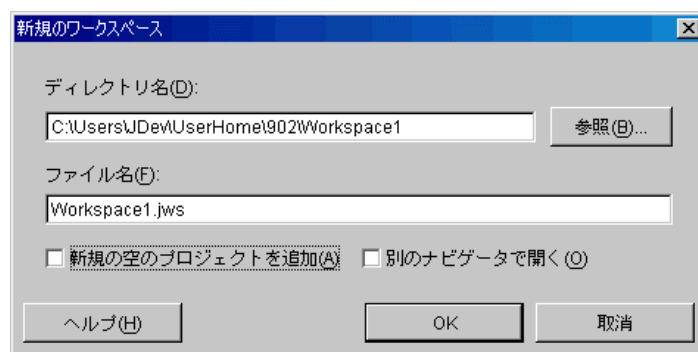 新規のワークスペース
ディレクトリ名(D):
C:\Users\JDev\UserHome\902\Workspace1
参照(B)...
ファイル名(F):
Workspace1.jws
新規の空のプロジェクトを追加(A)
別のナビゲータで開く(O)
ヘルプ(H)
OK
取消